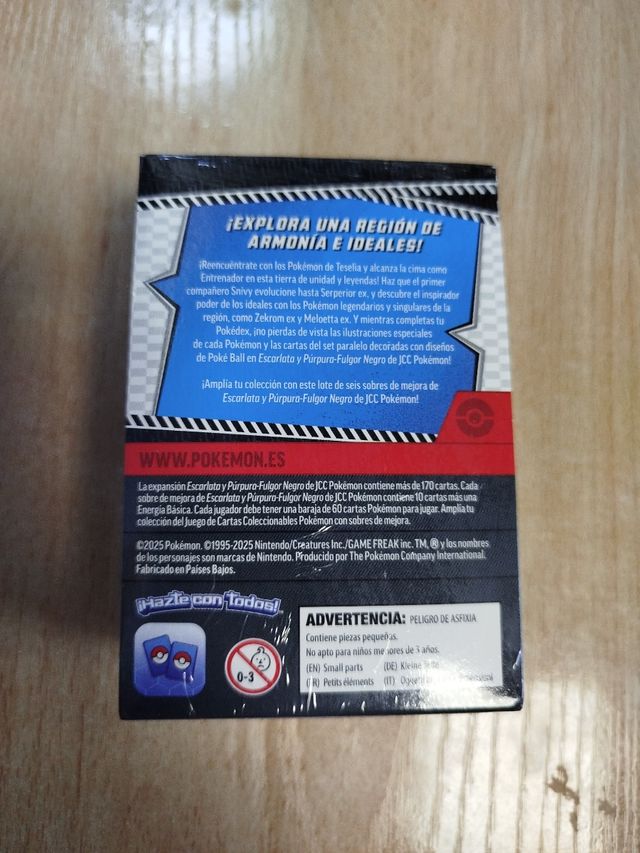 ¡EXPLORA UNA REGIÓN DE
ARMONÍA E IDEALES!
¡Reencuéntrate con los Pokémon de Teselia y alcanza la cima como
Entrenador en esta tierra de unidad y leyendas! Haz que el primer
compañero Snivy evolucione hasta Serperior ex, y descubre el inspirador
poder de los ideales con los Pokémon legendarios y singulares de la
región, como Zekrom ex y Meloetta ex. Y mientras completas tu
Pokédex, ¡no pierdas de vista las ilustraciones especiales
de cada Pokémon y las cartas del set paralelo decoradas con diseños
de Poké Ball en Escarlata y Púrpura-Fulgor Negro de JCC Pokémon!
¡Amplía tu colección con este lote de seis sobres de mejora de
Escarlata y Púrpura-Fulgor Negro de JCC Pokémon!
WWW.POKEMON.ES
La expansión Escarlata y Púrpura-Fulgor Negro de JCC Pokémon contiene más de 170 cartas. Cada
sobre de mejora de Escarlata y Púrpura-Fulgor Negro de JCC Pokémon contiene 10 cartas más una
Energía Básica. Cada jugador debe tener una baraja de 60 cartas Pokémon para jugar. Amplía tu
colección del Juego de Cartas Coleccionables Pokémon con sobres de mejora.
©2025 Pokémon. ©1995-2025 Nintendo/Creatures Inc./GAME FREAK inc. TM, ® y los nombres
de los personajes son marcas de Nintendo. Producido por The Pokémon Company International.
Fabricado en Países Bajos.
¡Hazte con Todos!™
0-3
ADVERTENCIA: PELIGRO DE ASFIXIA
Contiene piezas pequeñas.
No apto para niños menores de 3 años.
(EN) Small parts (DE) Kleine Teile
(FR) Petits éléments (IT)